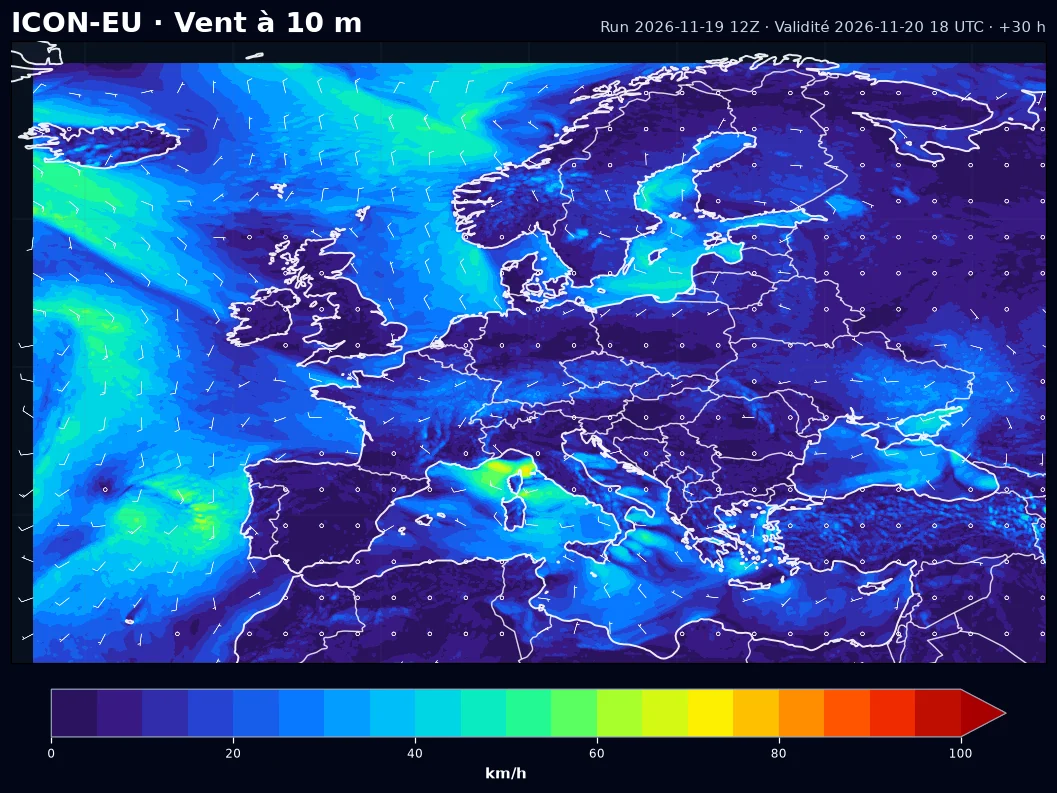 ICON-EU · Vent à 10 m
Run 2026-11-19 12Z · Validité 2026-11-20 18 UTC · +30 h
0 20 40 60 80 100
km/h